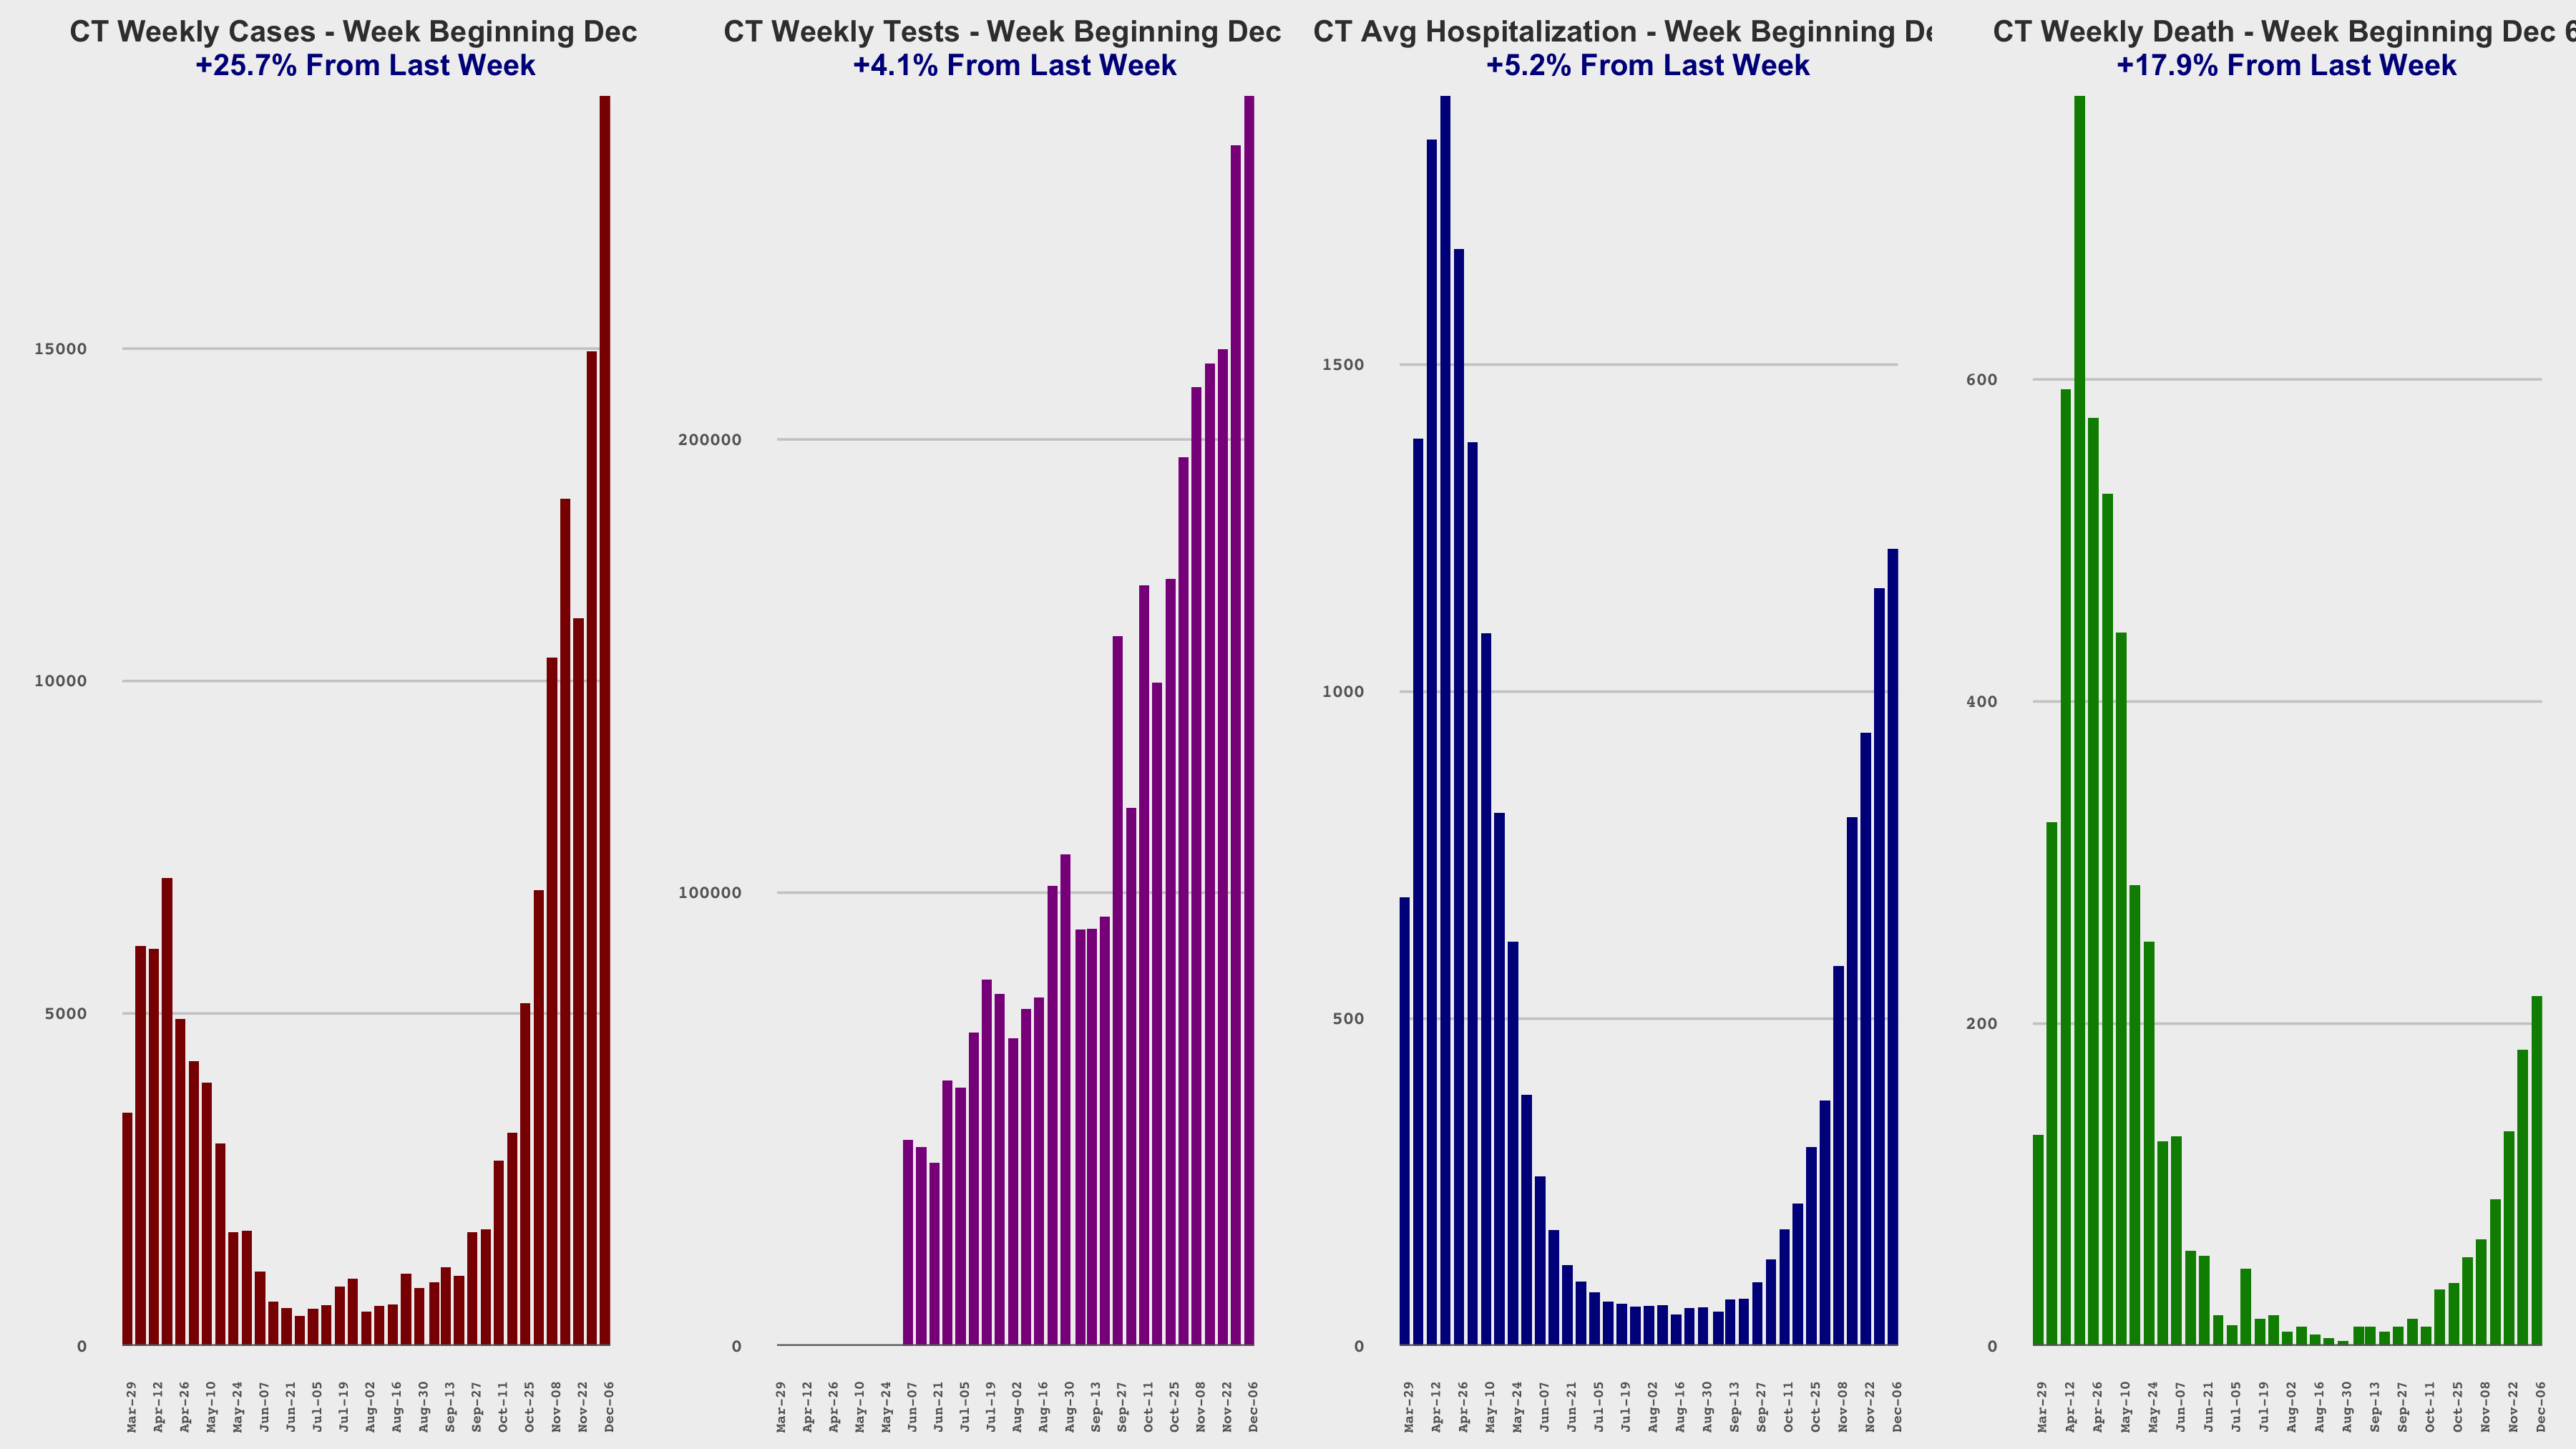 CT Weekly Cases - Week Beginning Dec
+25.7% From Last Week
15000
10000
5000
0
Mar-29
Apr-12
Apr-26
May-10
May-24
Jun-07
Jun-21
Jul-05
Jul-19
Aug-02
Aug-16
Aug-30
Sep-13
Sep-27
Oct-11
Oct-25
Nov-08
Nov-22
Dec-06
CT Weekly Tests - Week Beginning Dec
+4.1% From Last Week
200000
100000
0
Mar-29
Apr-12
Apr-26
May-10
May-24
Jun-07
Jun-21
Jul-05
Jul-19
Aug-02
Aug-16
Aug-30
Sep-13
Sep-27
Oct-11
Oct-25
Nov-08
Nov-22
Dec-06
CT Avg Hospitalization - Week Beginning De
+5.2% From Last Week
1500
1000
500
0
Mar-29
Apr-12
Apr-26
May-10
May-24
Jun-07
Jun-21
Jul-05
Jul-19
Aug-02
Aug-16
Aug-30
Sep-13
Sep-27
Oct-11
Oct-25
Nov-08
Nov-22
Dec-06
CT Weekly Death - Week Beginning Dec 6
+17.9% From Last Week
600
400
200
0
Mar-29
Apr-12
Apr-26
May-10
May-24
Jun-07
Jun-21
Jul-05
Jul-19
Aug-02
Aug-16
Aug-30
Sep-13
Sep-27
Oct-11
Oct-25
Nov-08
Nov-22
Dec-06